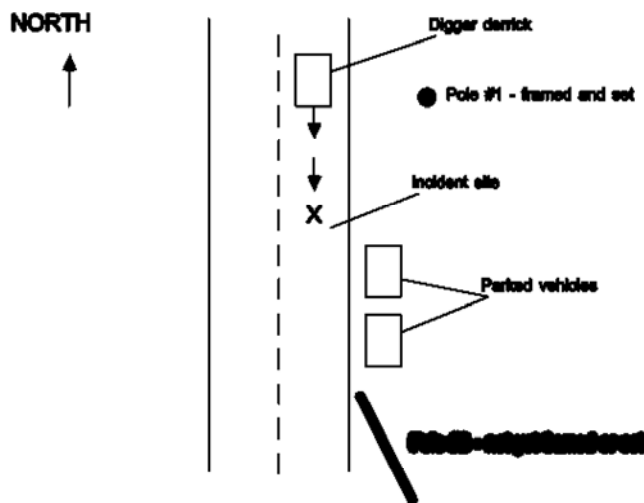 NORTH
Digger derrick
Pole #1 - framed and set
Incident site
X
Parked vehicles